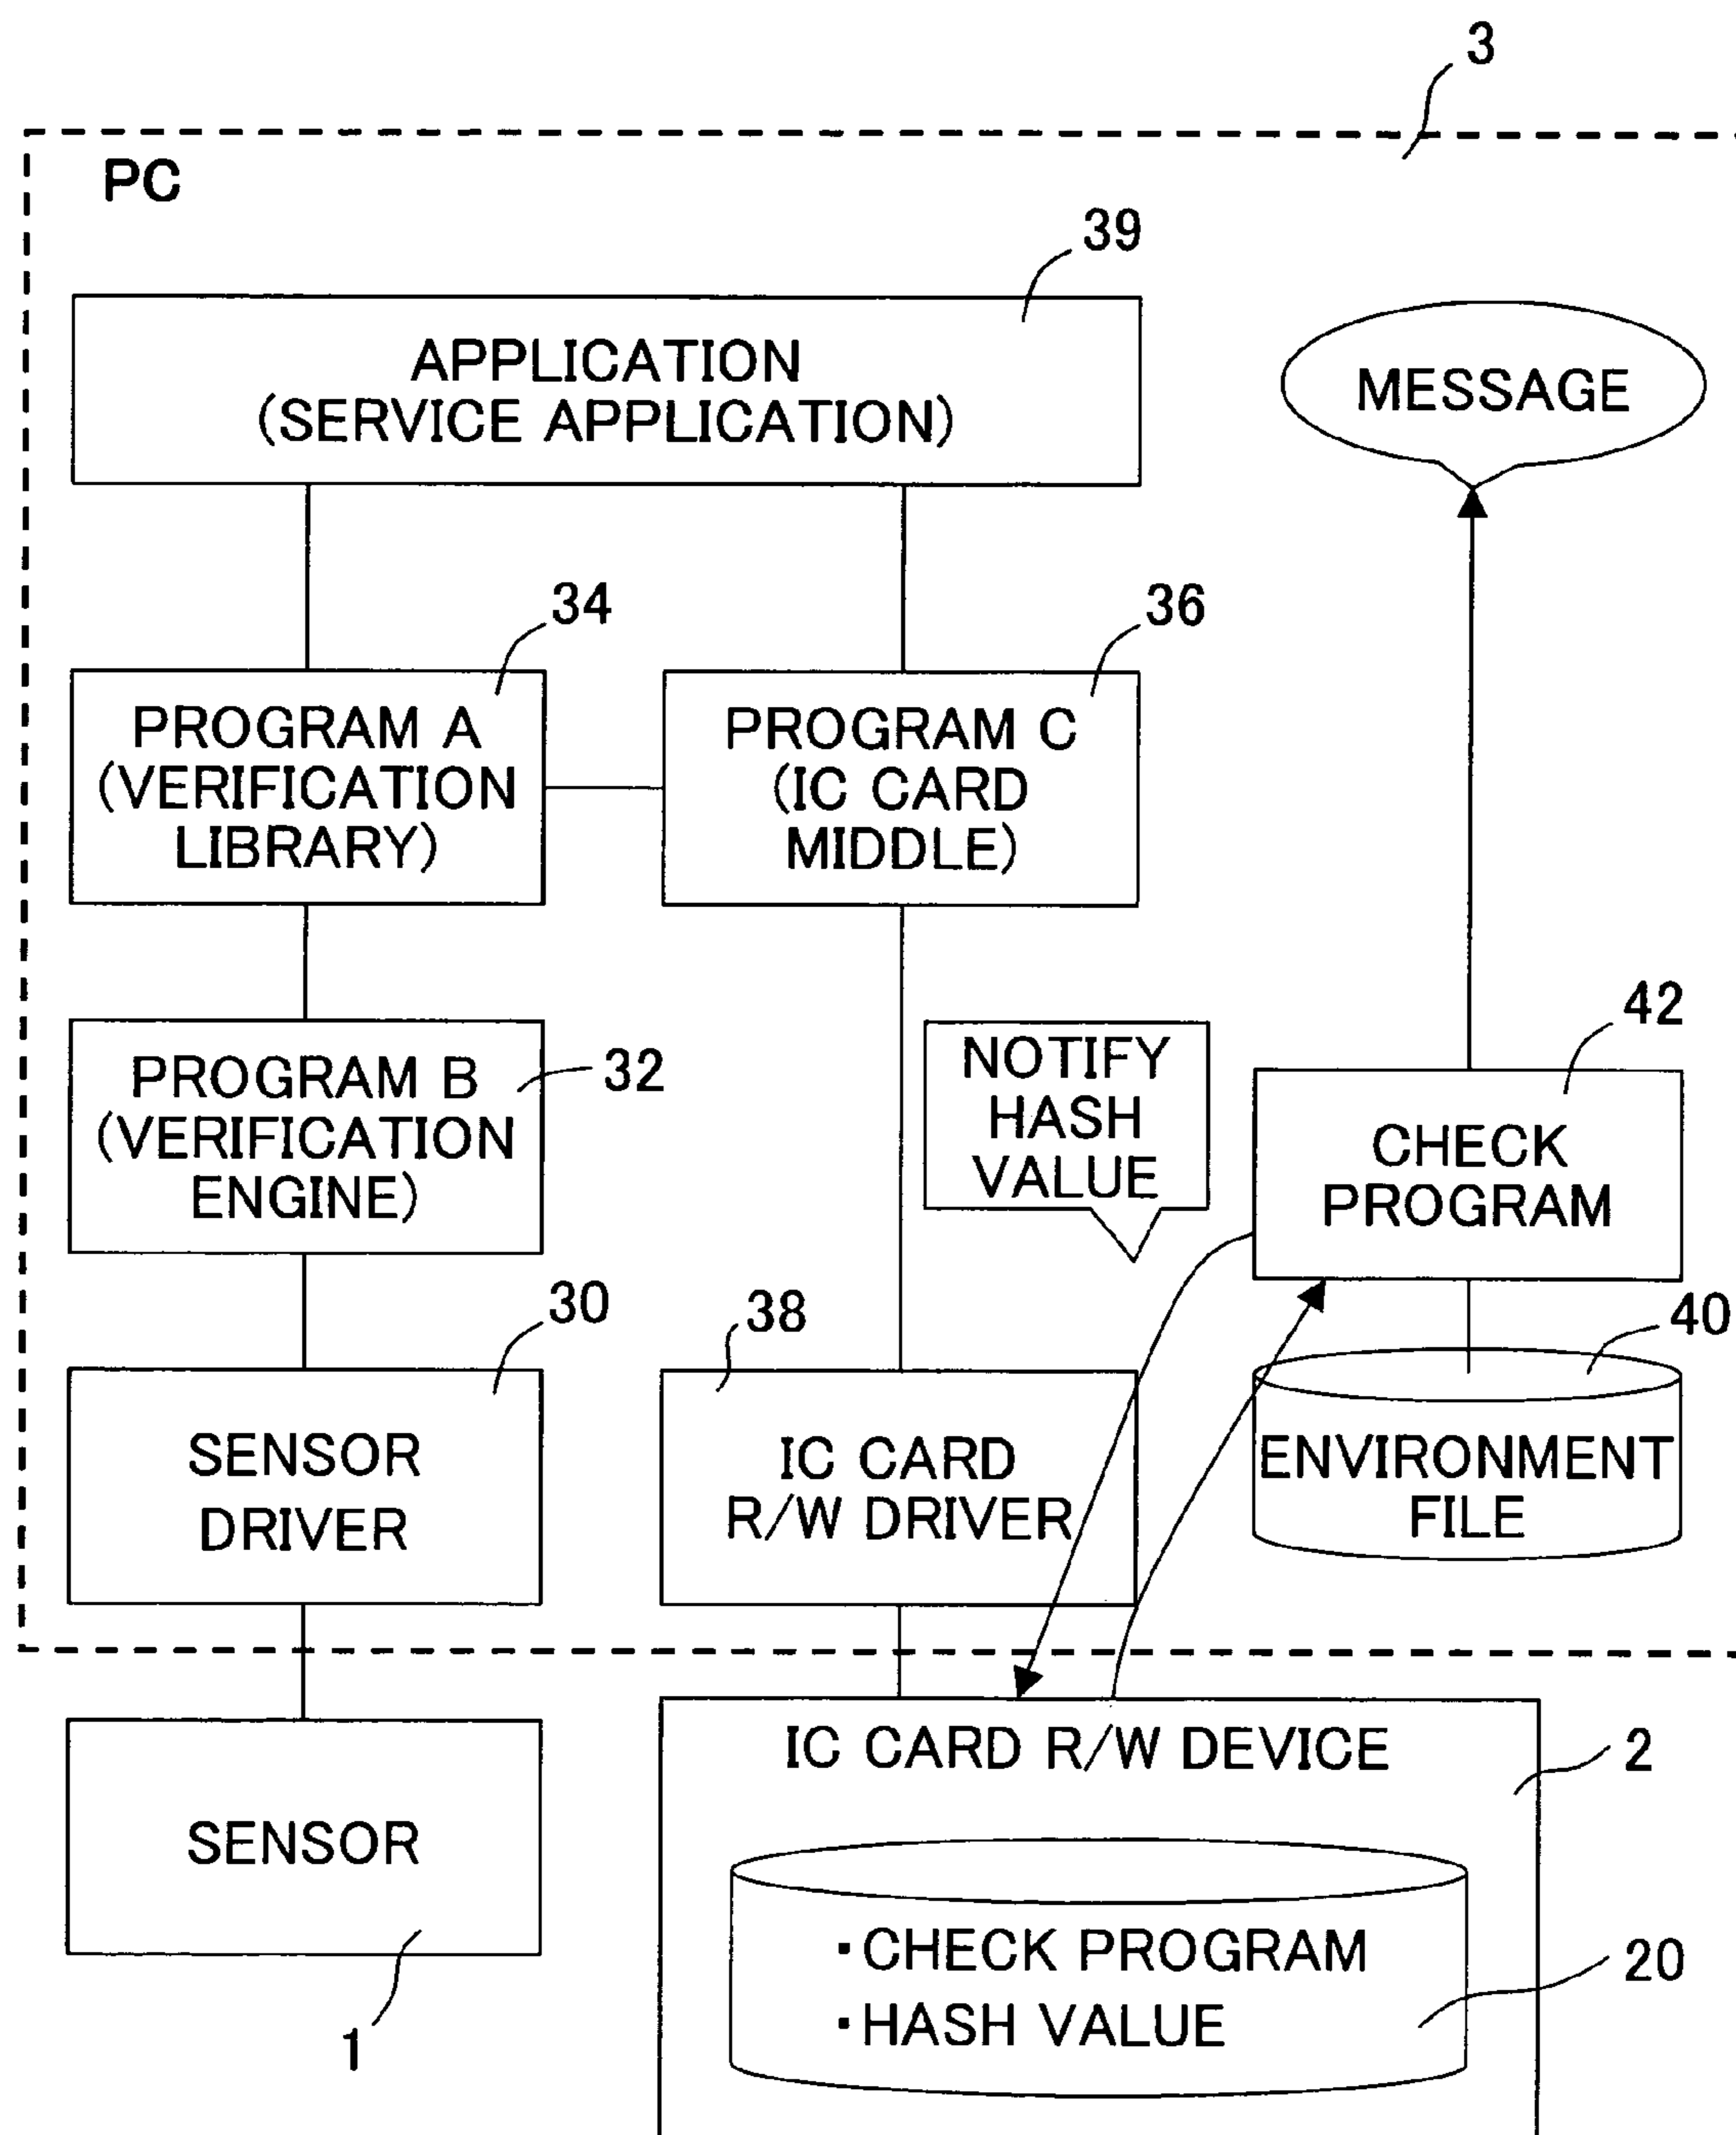 3
PC
39
APPLICATION
(SERVICE APPLICATION)
MESSAGE
34
36
PROGRAM A
(VERIFICATION
LIBRARY)
PROGRAM C
(IC CARD
MIDDLE)
42
PROGRAM B
(VERIFICATION
ENGINE)
32
NOTIFY
HASH
VALUE
CHECK
PROGRAM
30
38
40
SENSOR
DRIVER
IC CARD
R/W DRIVER
ENVIRONMENT
FILE
IC CARD R/W DEVICE
2
SENSOR
1
・CHECK PROGRAM
・HASH VALUE
20